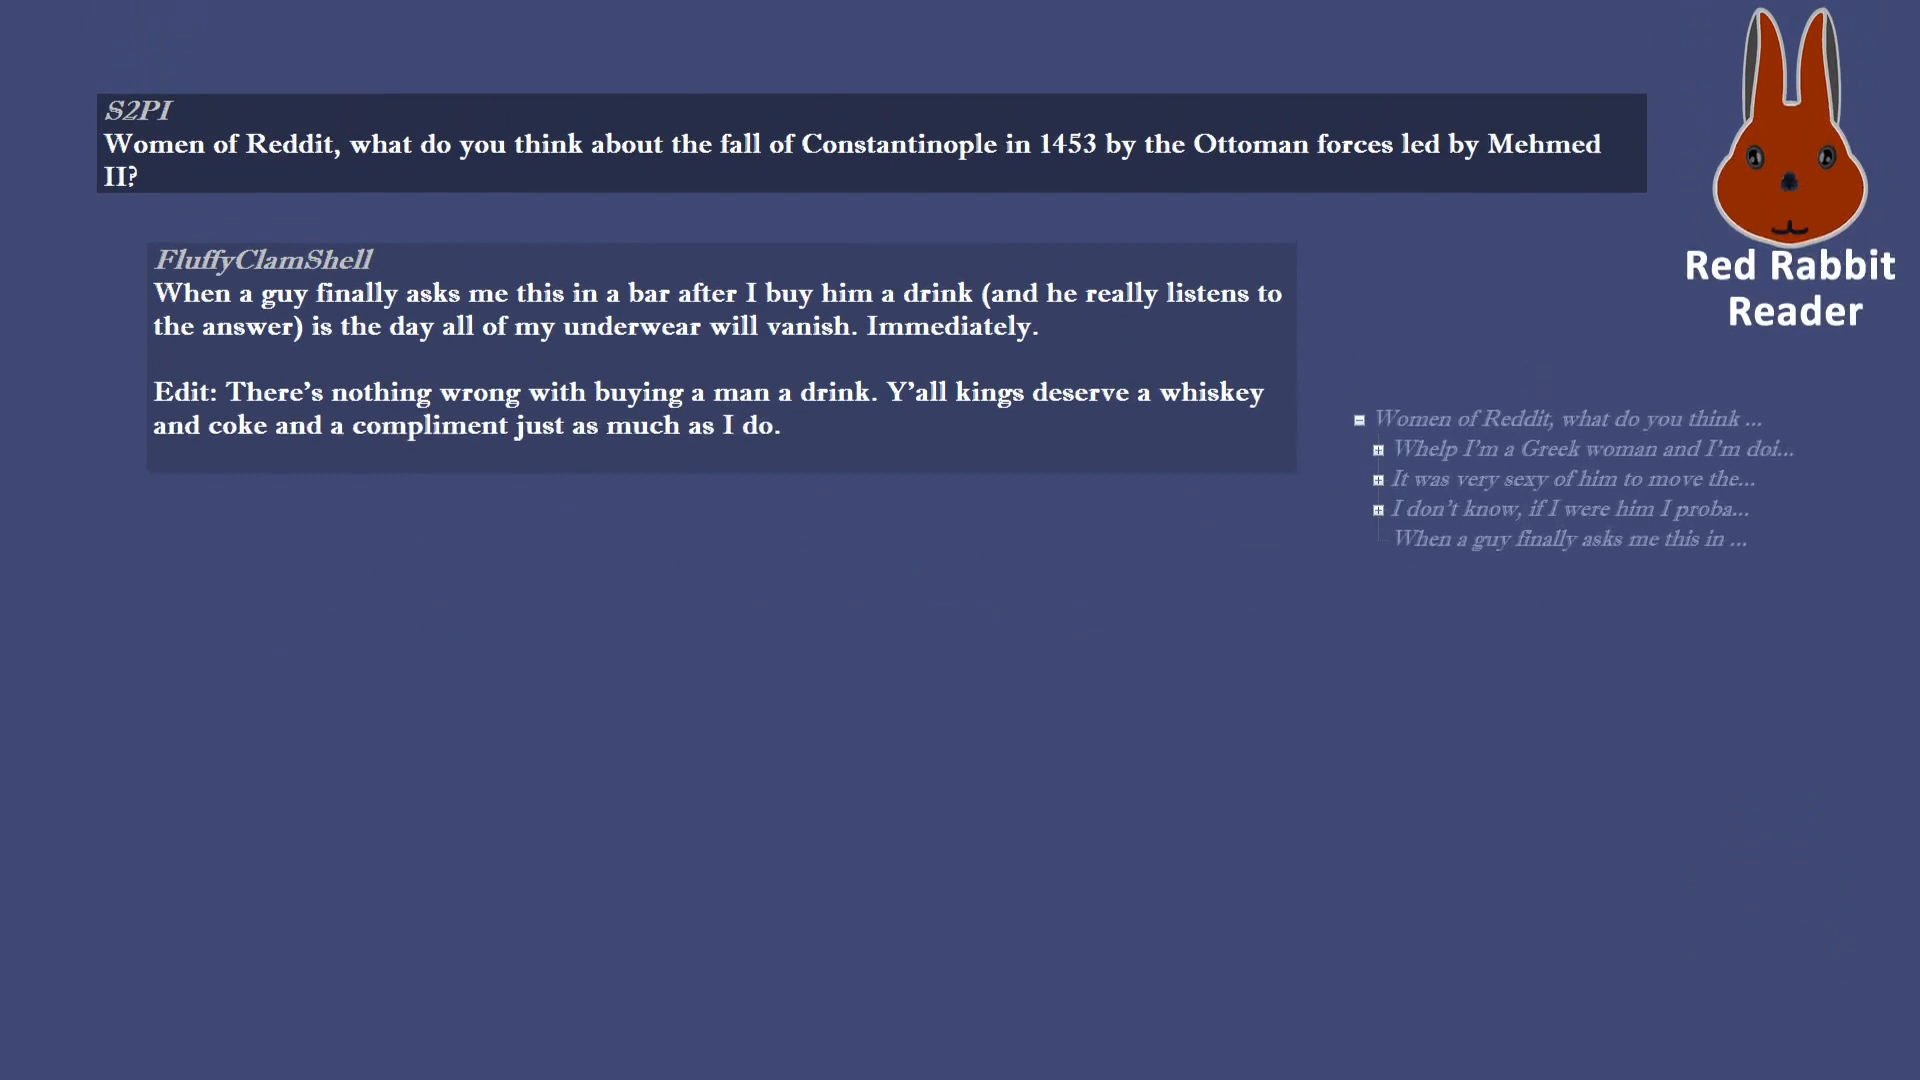 S2PI
Women of Reddit, what do you think about the fall of Constantinople in 1453 by the Ottoman forces led by Mehmed
II?
FluffyClamShell
When a guy finally asks me this in a bar after I buy him a drink (and he really listens to
the answer) is the day all of my underwear will vanish. Immediately.
Edit: There's nothing wrong with buying a man a drink. Y'all kings deserve a whiskey
and coke and a compliment just as much as I do.
Red Rabbit
Reader
Women of Reddit, what do you think ...
Whelp I'm a Greek woman and I'm doi...
It was very sexy of him to move the...
I don't know, if I were him I proba...
When a guy finally asks me this in ...